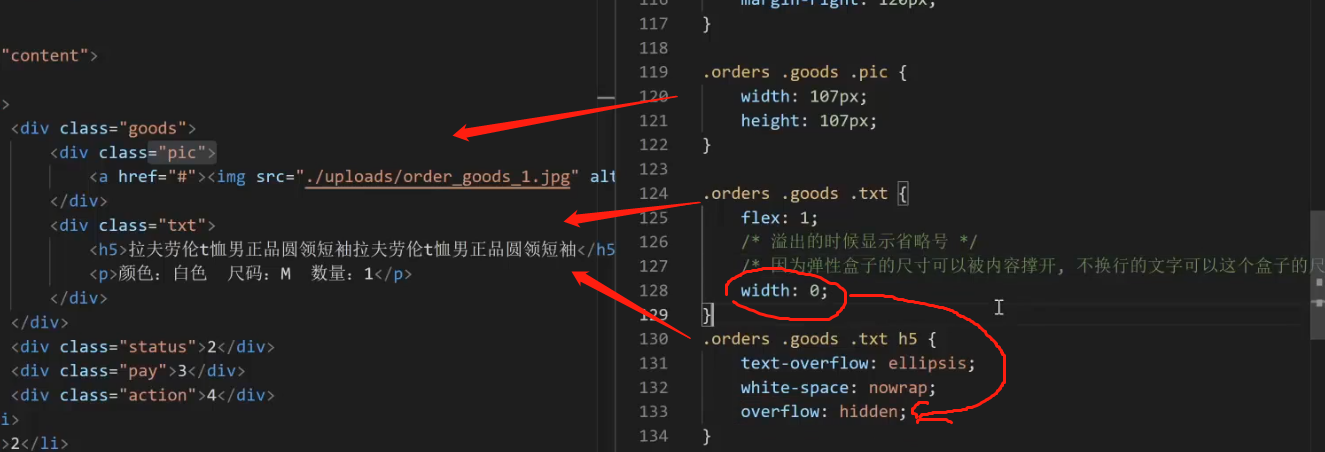 "content">
>
<div class="goods">
<div class="pic">
<a href="#"><img src="./uploads/order_goods_1.jpg" alt
</div>
<div class="txt">
<h5>拉夫劳伦t恤男正品圆领短袖拉夫劳伦t恤男正品圆领短袖</h5
<p>颜色：白色 尺码：M 数量：1</p>
</div>
</div>
<div class="status">2</div>
<div class="pay">3</div>
<div class="action">4</div>
i>
>2</li>
116 margin-right: 120px;
117 }
118
119 .orders .goods .pic {
120 width: 107px;
121 height: 107px;
122 }
123
124 .orders .goods .txt {
125 flex: 1;
126 /* 溢出的时候显示省略号 */
127 /* 因为弹性盒子的尺寸可以被内容撑开, 不换行的文字可以这个盒子的尺
128 width: 0;
129 }
130 .orders .goods .txt h5 {
131 text-overflow: ellipsis;
132 white-space: nowrap;
133 overflow: hidden;
134 }